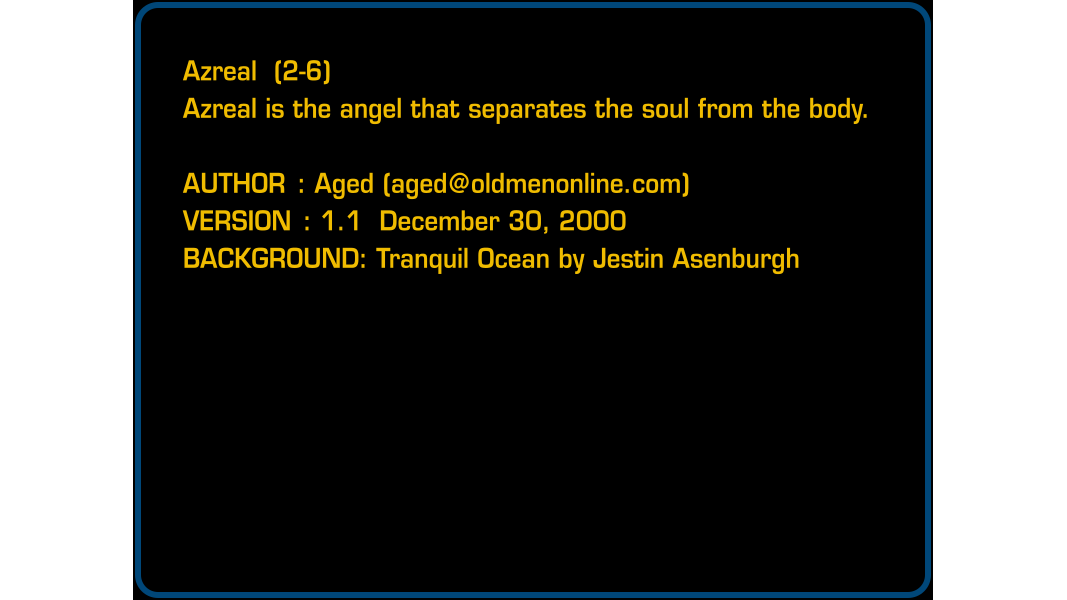 Azreal (2-6)
Azreal is the angel that separates the soul from the body.
AUTHOR : Aged (aged@oldmenonline.com)
VERSION : 1.1 December 30, 2000
BACKGROUND: Tranquil Ocean by Jestin Asenburgh